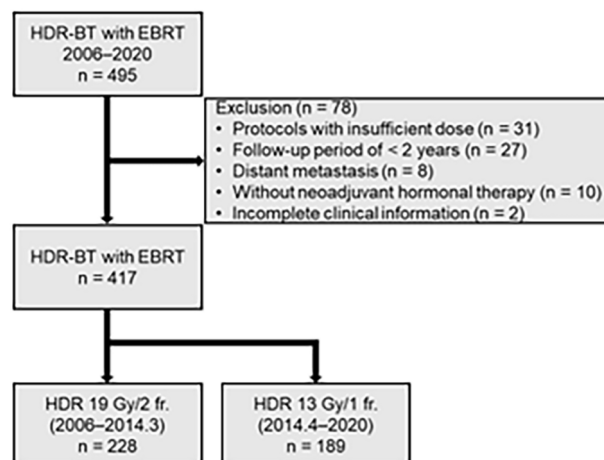 HDR-BT with EBRT
2006–2020
n = 495
Exclusion (n = 78)
• Protocols with insufficient dose (n = 31)
• Follow-up period of < 2 years (n = 27)
• Distant metastasis (n = 8)
• Without neoadjuvant hormonal therapy (n = 10)
• Incomplete clinical information (n = 2)
HDR-BT with EBRT
n = 417
HDR 19 Gy/2 fr.
(2006–2014.3)
n = 228
HDR 13 Gy/1 fr.
(2014.4–2020)
n = 189